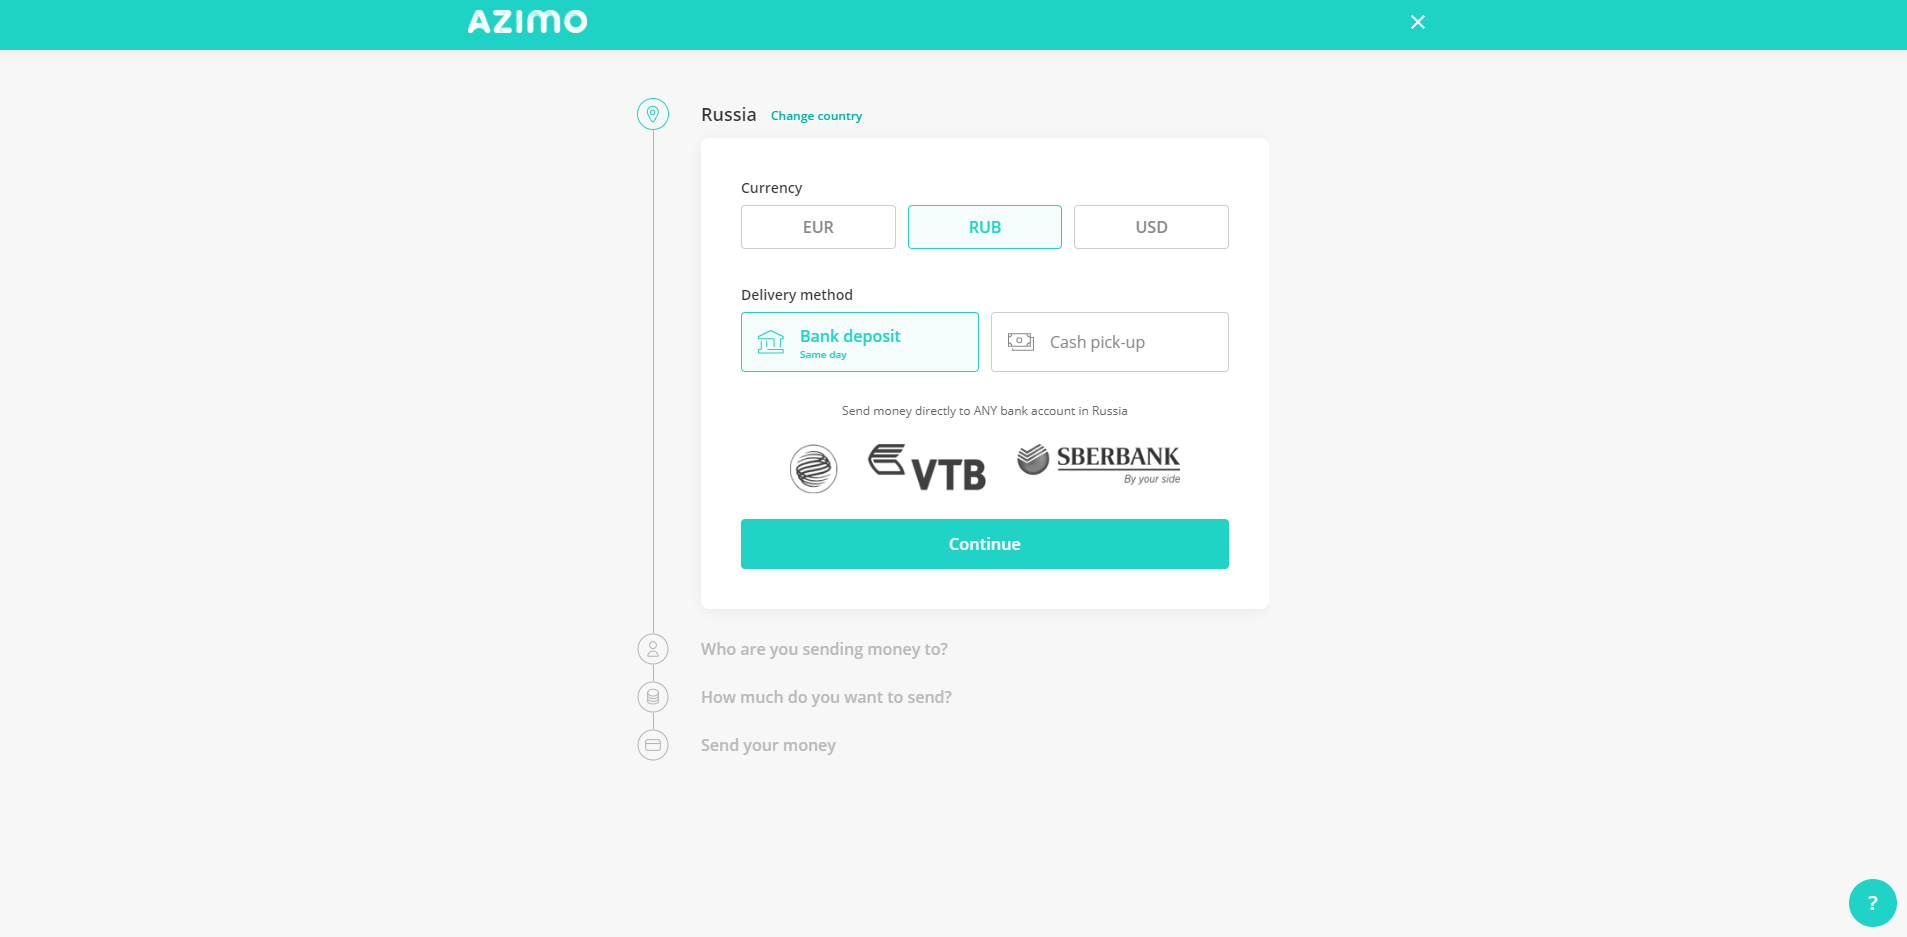 AZIMO
Russia Change country
Currency
EUR RUB USD
Delivery method
Bank deposit
Same day
Cash pick-up
Send money directly to ANY bank account in Russia
VTB
SBERBANK
By your side
Continue
Who are you sending money to?
How much do you want to send?
Send your money
?